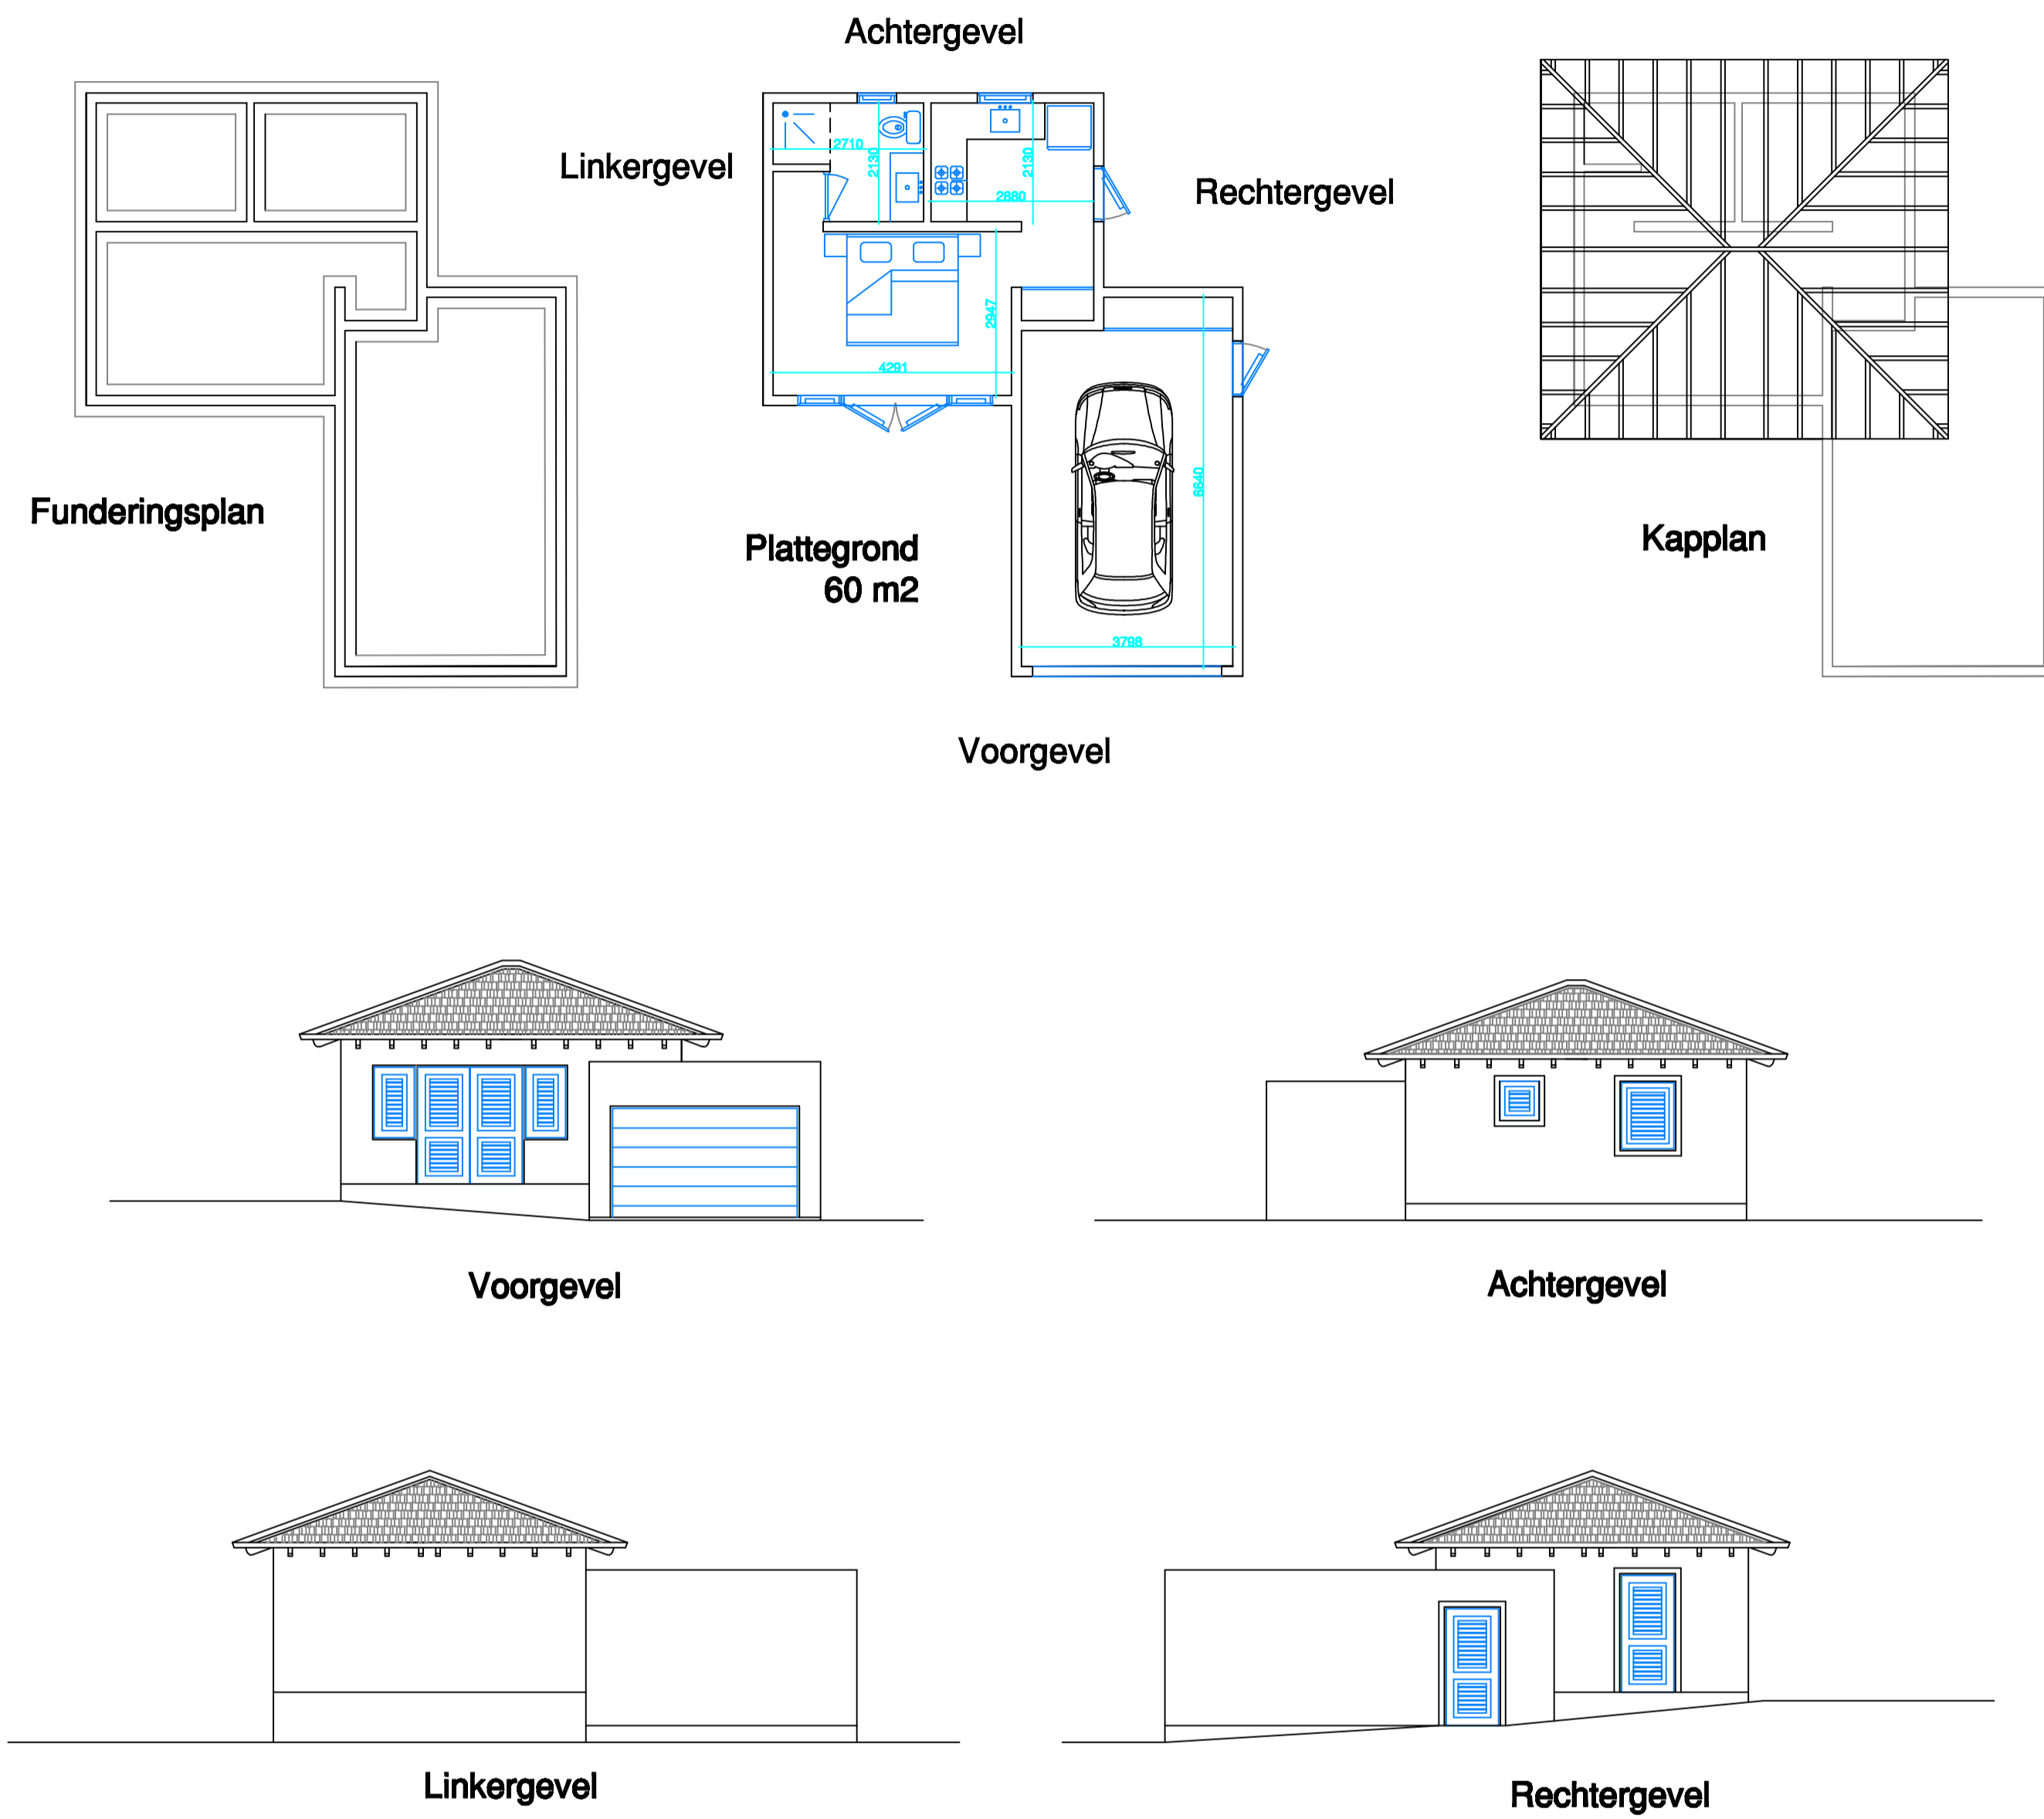 Achtergevel
Linkergevel
Rechtergevel
2710
2130
2130
2880
2947
4291
6640
3798
Funderingsplan
Plattegrond
60 m2
Kapplan
Voorgevel
Voorgevel
Achtergevel
Linkergevel
Rechtergevel